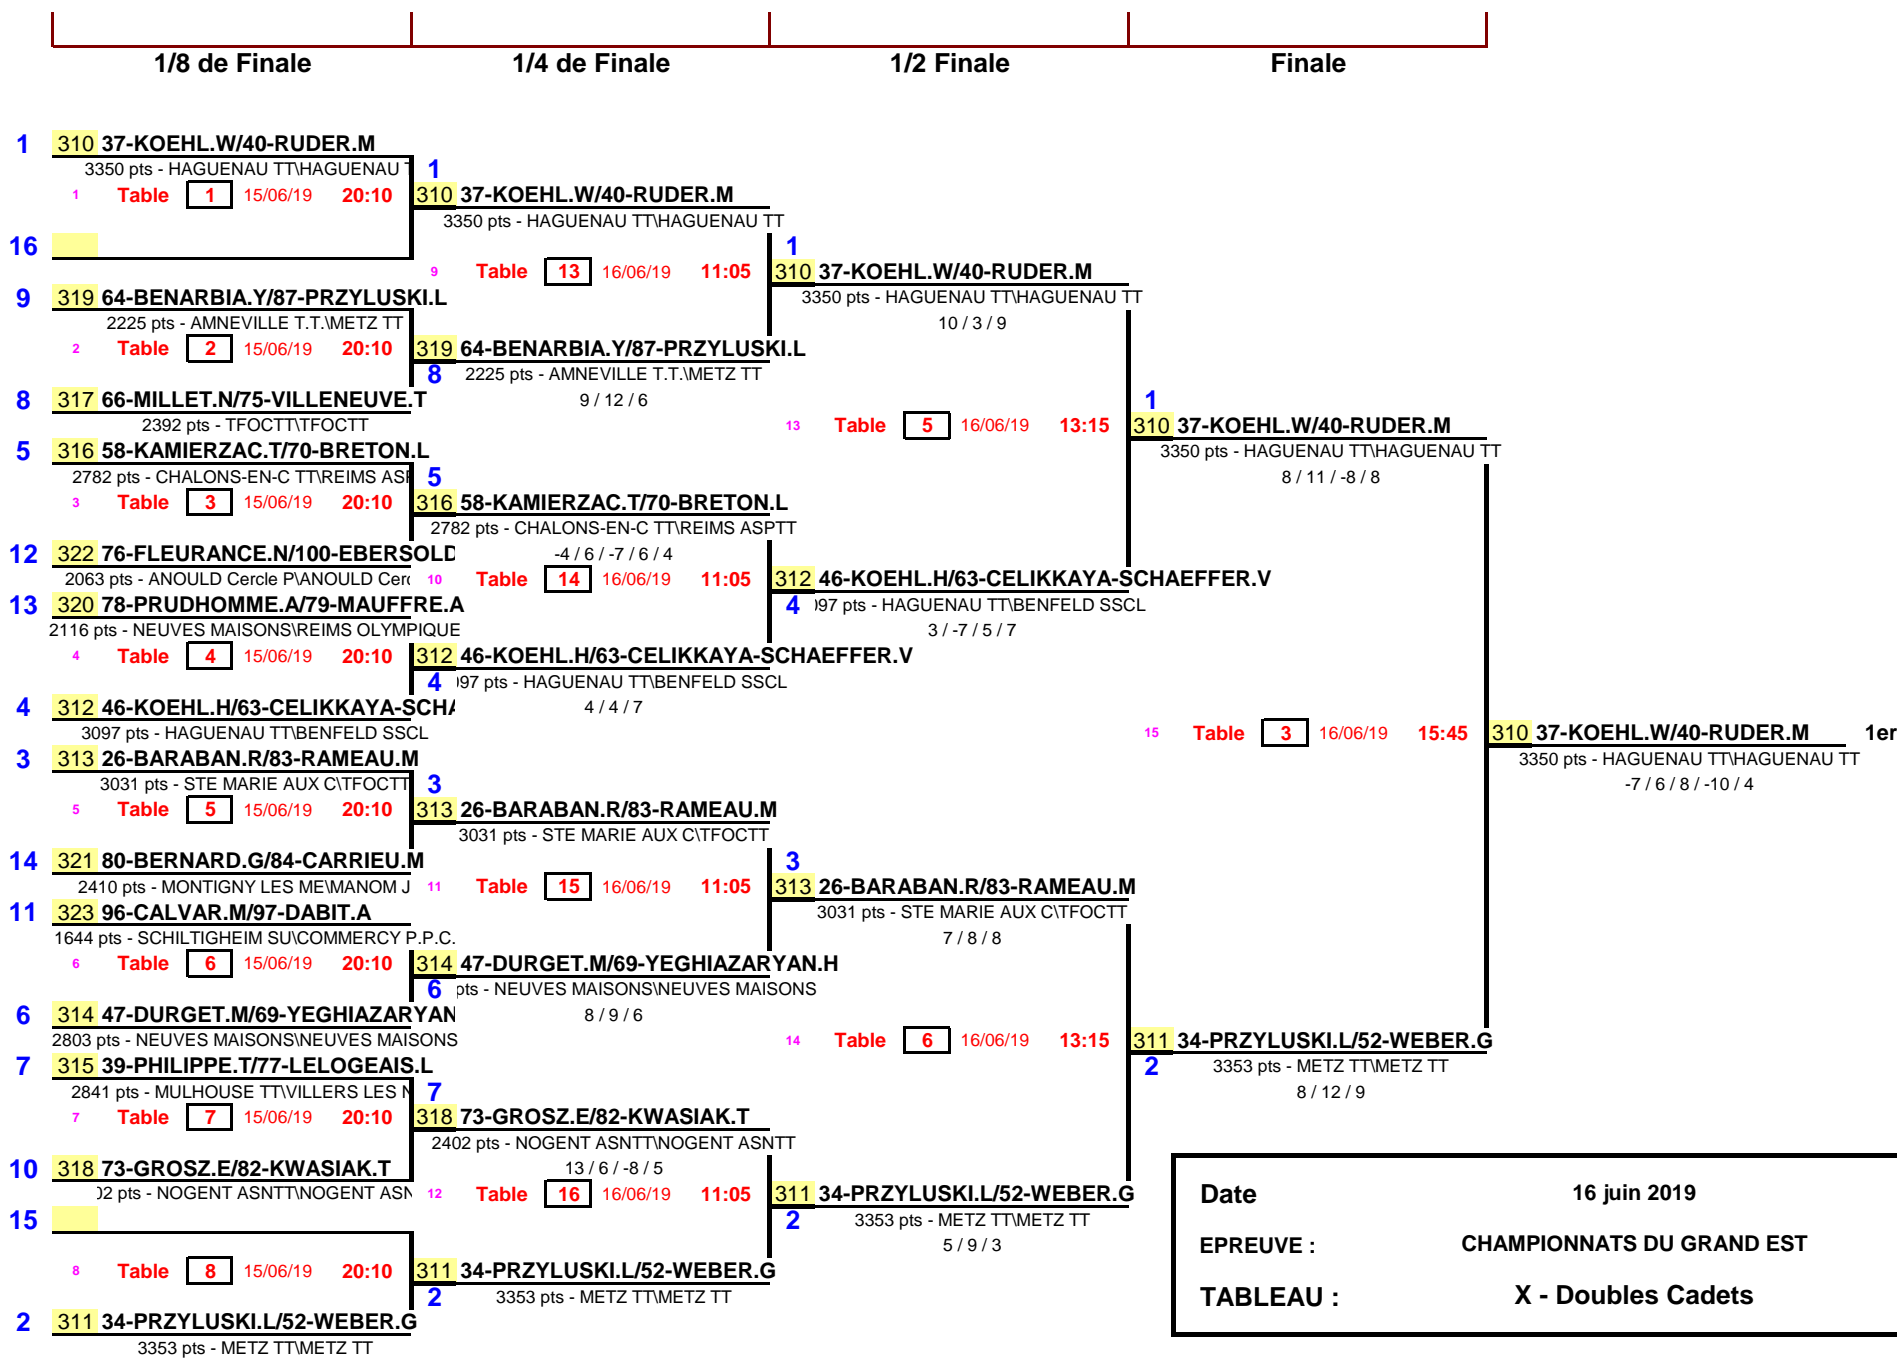 1/8 de Finale 1/4 de Finale 1/2 Finale Finale
1 310 37-KOEHL.W/40-RUDER.M
3350 pts - HAGUENAU TT\HAGUENAU
1 Table 1 15/06/19 20:10
16
9 319 64-BENARBIA.Y/87-PRZYLUSKI.L
2225 pts - AMNEVILLE T.T.\METZ TT
2 Table 2 15/06/19 20:10
8 317 66-MILLET.N/75-VILLENEUVE.T
2392 pts - TFOCTT\TFOCTT
5 316 58-KAMIERZAC.T/70-BRETON.L
2782 pts - CHALONS-EN-C TT\REIMS
3 Table 3 15/06/19 20:10
12 322 76-FLEURANCE.N/100-EBERSOLD
2063 pts - ANOULD Cercle P\ANOULD
13 320 78-PRUDHOMME.A/79-MAUFFRE.A
2116 pts - NEUVES MAISONS\REIMS OLYMPIQUE
4 Table 4 15/06/19 20:10
4 312 46-KOEHL.H/63-CELIKKAYA-SCHA
3097 pts - HAGUENAU TT\BENFELD SSCL
3 313 26-BARABAN.R/83-RAMEAU.M
3031 pts - STE MARIE AUX C\TFOCTT
5 Table 5 15/06/19 20:10
14 321 80-BERNARD.G/84-CARRIEU.M
2410 pts - MONTIGNY LES ME\MANOM J
11 323 96-CALVAR.M/97-DABIT.A
1644 pts - SCHILTIGHEIM SU\COMMERCY P.P.C.
6 Table 6 15/06/19 20:10
6 314 47-DURGET.M/69-YEGHIAZARYAN
2803 pts - NEUVES MAISONS\NEUVES MAISONS
7 315 39-PHILIPPE.T/77-LELOGEAIS.L
2841 pts - MULHOUSE TT\VILLERS LES
7 Table 7 15/06/19 20:10
10 318 73-GROSZ.E/82-KWASIAK.T
02 pts - NOGENT ASNTT\NOGENT ASN
15
8 Table 8 15/06/19 20:10
2 311 34-PRZYLUSKI.L/52-WEBER.G
3353 pts - METZ TT\METZ TT
1
310 37-KOEHL.W/40-RUDER.M
3350 pts - HAGUENAU TT\HAGUENAU TT
9 Table 13 16/06/19 11:05
319 64-BENARBIA.Y/87-PRZYLUSKI.L
8 2225 pts - AMNEVILLE T.T.\METZ TT
9 / 12 / 6
5
316 58-KAMIERZAC.T/70-BRETON.L
2782 pts - CHALONS-EN-C TT\REIMS ASPTT
-4 / 6 / -7 / 6 / 4
10 Table 14 16/06/19 11:05
312 46-KOEHL.H/63-CELIKKAYA-SCHAEFFER.V
4 97 pts - HAGUENAU TT\BENFELD SSCL
4 / 4 / 7
3
313 26-BARABAN.R/83-RAMEAU.M
3031 pts - STE MARIE AUX C\TFOCTT
11 Table 15 16/06/19 11:05
314 47-DURGET.M/69-YEGHIAZARYAN.H
6 pts - NEUVES MAISONS\NEUVES MAISONS
8 / 9 / 6
7
318 73-GROSZ.E/82-KWASIAK.T
2402 pts - NOGENT ASNTT\NOGENT ASNTT
13 / 6 / -8 / 5
12 Table 16 16/06/19 11:05
311 34-PRZYLUSKI.L/52-WEBER.G
2 3353 pts - METZ TT\METZ TT
1
310 37-KOEHL.W/40-RUDER.M
3350 pts - HAGUENAU TT\HAGUENAU TT
10 / 3 / 9
13 Table 5 16/06/19 13:15
312 46-KOEHL.H/63-CELIKKAYA-SCHAEFFER.V
4 97 pts - HAGUENAU TT\BENFELD SSCL
3 / -7 / 5 / 7
3
313 26-BARABAN.R/83-RAMEAU.M
3031 pts - STE MARIE AUX C\TFOCTT
7 / 8 / 8
14 Table 6 16/06/19 13:15
311 34-PRZYLUSKI.L/52-WEBER.G
2 3353 pts - METZ TT\METZ TT
5 / 9 / 3
1
310 37-KOEHL.W/40-RUDER.M
3350 pts - HAGUENAU TT\HAGUENAU TT
8 / 11 / -8 / 8
15 Table 3 16/06/19 15:45
311 34-PRZYLUSKI.L/52-WEBER.G
2 3353 pts - METZ TT\METZ TT
8 / 12 / 9
310 37-KOEHL.W/40-RUDER.M 1er
3350 pts - HAGUENAU TT\HAGUENAU TT
-7 / 6 / 8 / -10 / 4
Date 16 juin 2019
EPREUVE : CHAMPIONNATS DU GRAND EST
TABLEAU : X - Doubles Cadets